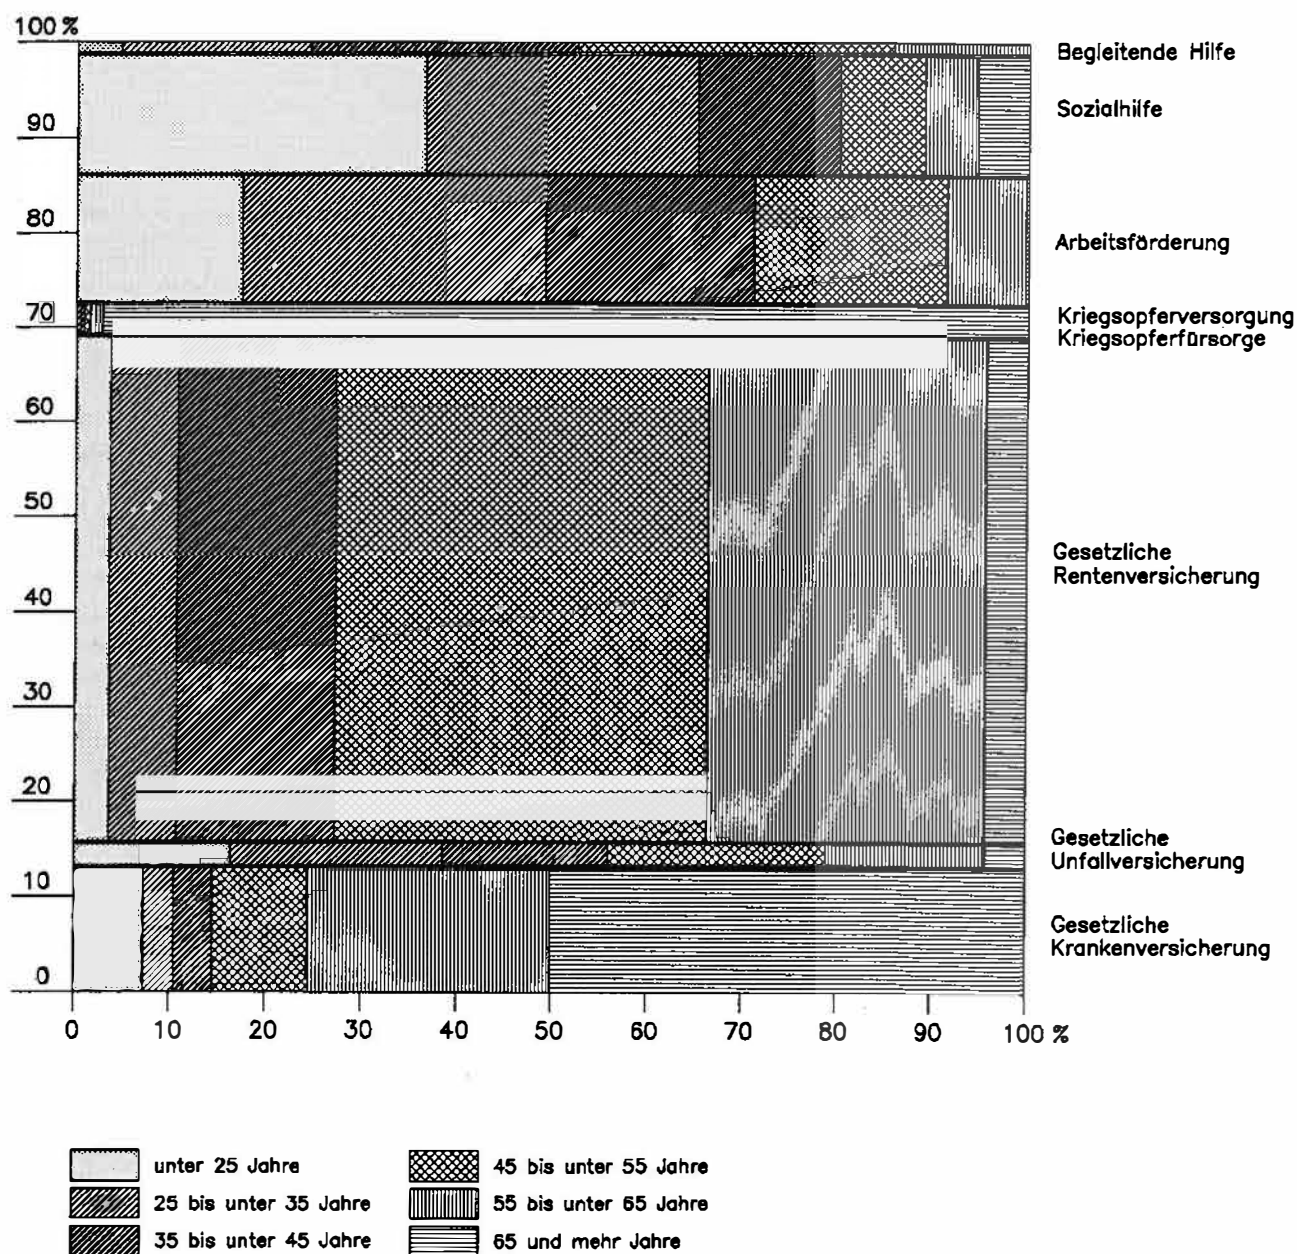 100 %
Begleitende Hilfe
Sozialhilfe
90
80
Arbeitsförderung
70
Kriegsopferversorgung
Kriegsopferfürsorge
60
50
Gesetzliche
Rentenversicherung
40
30
20
Gesetzliche
Unfallversicherung
10
Gesetzliche
Krankenversicherung
0
0 10 20 30 40 50 60 70 80 90 100 %
unter 25 Jahre
25 bis unter 35 Jahre
35 bis unter 45 Jahre
45 bis unter 55 Jahre
55 bis unter 65 Jahre
65 und mehr Jahre